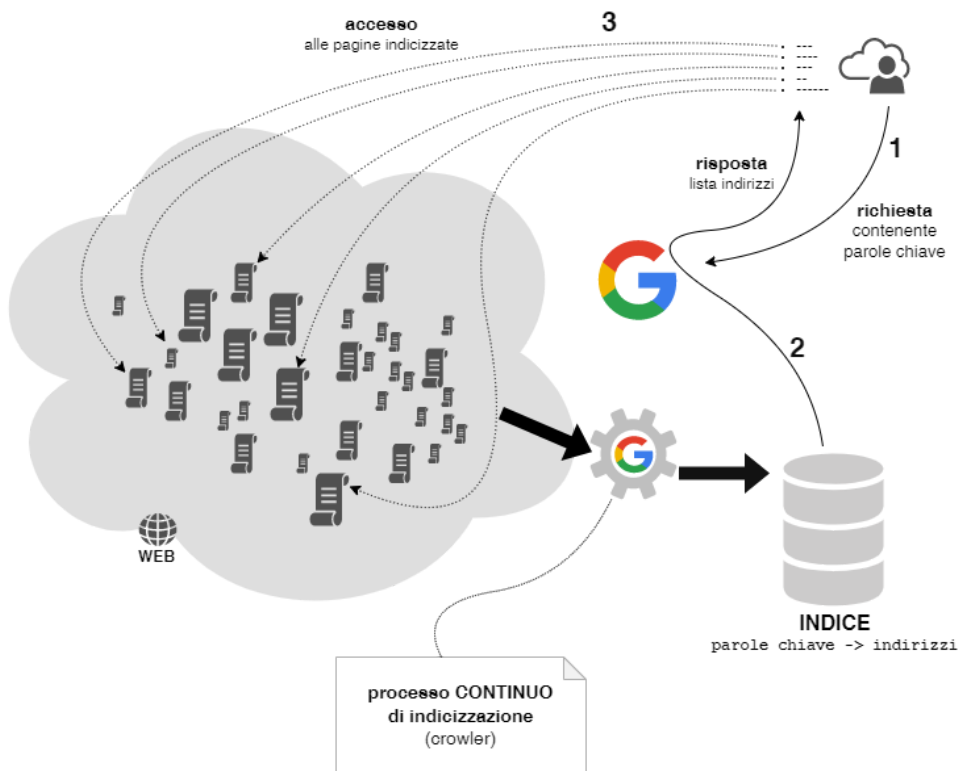 accesso
alle pagine indicizzate
3
1
risposta
lista indirizzi
richiesta
contenente
parole chiave
2
WEB
INDICE
parole chiave -> indirizzi
processo CONTINUO
di indicizzazione
(crowler)